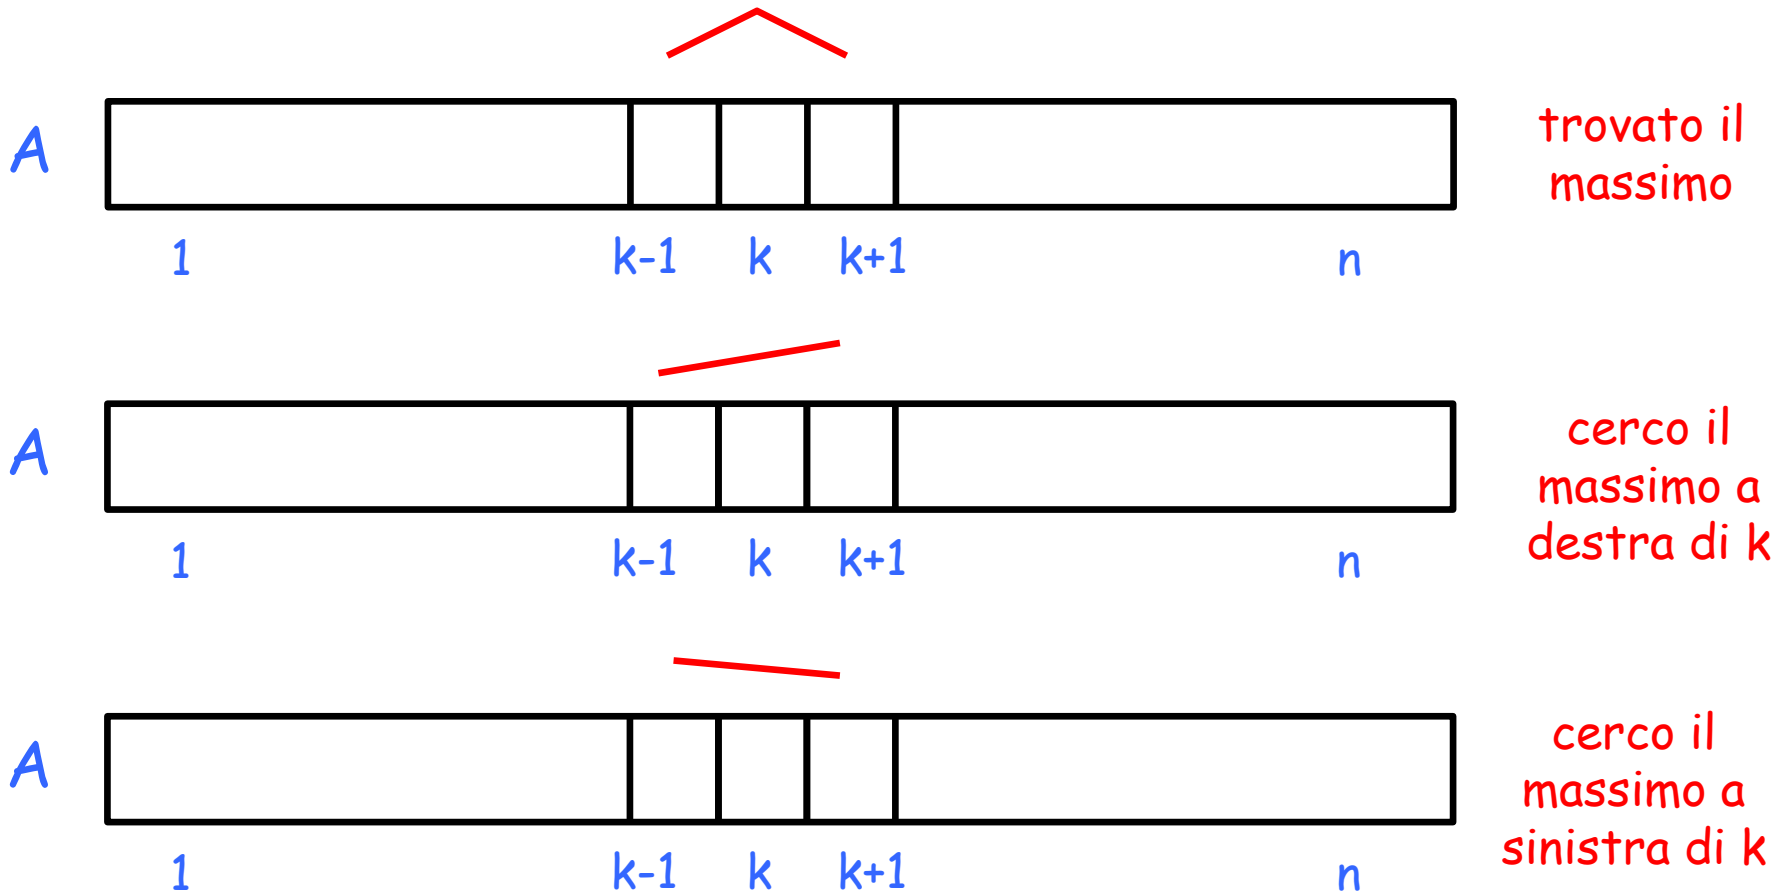 A
trovato il
massimo
1 k-1 k k+1 n
A
cerco il
massimo a
destra di k
1 k-1 k k+1 n
A
cerco il
massimo a
sinistra di k
1 k-1 k k+1 n